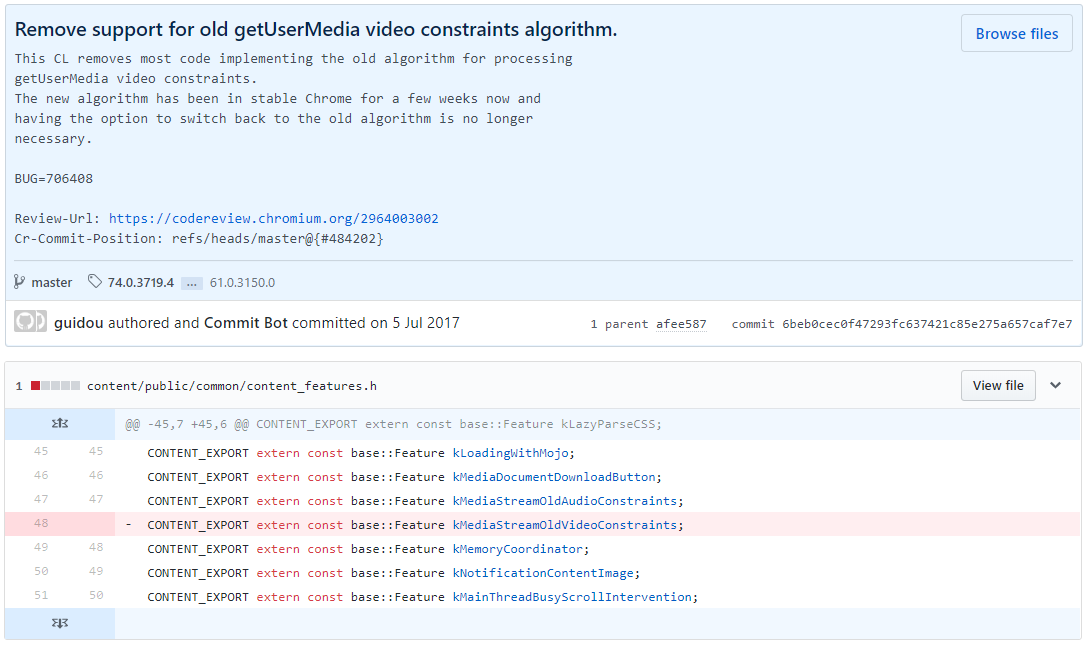 Remove support for old getUserMedia video constraints algorithm.
Browse files
This CL removes most code implementing the old algorithm for processing
getUserMedia video constraints.
The new algorithm has been in stable Chrome for a few weeks now and
having the option to switch back to the old algorithm is no longer
necessary.
BUG=706408
Review-Url: https://codereview.chromium.org/2964003002
Cr-Commit-Position: refs/heads/master@{#484202}
master 74.0.3719.4 ... 61.0.3150.0
guidou authored and Commit Bot committed on 5 Jul 2017 1 parent afee587 commit 6beb0cec0f47293fc637421c85e275a657caf7e7
1 content/public/common/content_features.h View file
@@ -45,7 +45,6 @@ CONTENT_EXPORT extern const base::Feature kLazyParseCSS;
45 45 CONTENT_EXPORT extern const base::Feature kLoadingWithMojo;
46 46 CONTENT_EXPORT extern const base::Feature kMediaDocumentDownloadButton;
47 47 CONTENT_EXPORT extern const base::Feature kMediaStreamOldAudioConstraints;
48 - CONTENT_EXPORT extern const base::Feature kMediaStreamOldVideoConstraints;
49 48 CONTENT_EXPORT extern const base::Feature kMemoryCoordinator;
50 49 CONTENT_EXPORT extern const base::Feature kNotificationContentImage;
51 50 CONTENT_EXPORT extern const base::Feature kMainThreadBusyScrollIntervention;